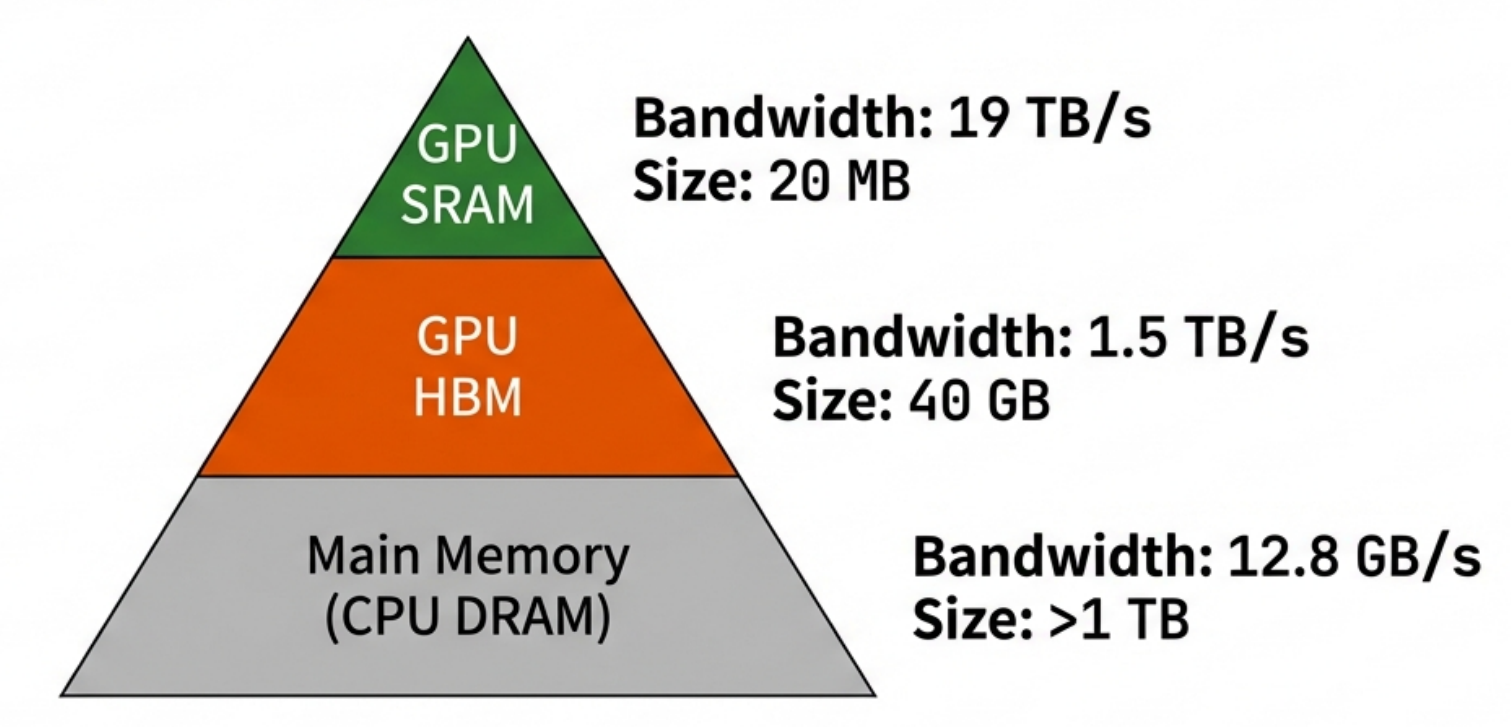 GPU
SRAM
Bandwidth: 19 TB/s
Size: 20 MB
GPU
HBM
Bandwidth: 1.5 TB/s
Size: 40 GB
Main Memory
(CPU DRAM)
Bandwidth: 12.8 GB/s
Size: >1 TB